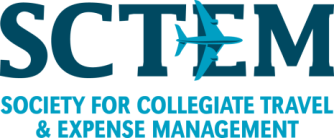 SCTEM
SOCIETY FOR COLLEGIATE TRAVEL
& EXPENSE MANAGEMENT